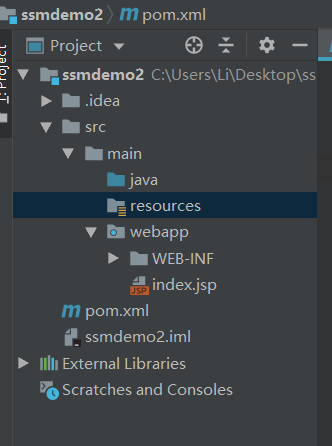 ssmdemo2 〉 m pom.xml
1: Project
Project
ssmdemo2 C:\Users\Li\Desktop\ss
.idea
src
main
java
resources
webapp
WEB-INF
JSP index.jsp
m pom.xml
ssmdemo2.iml
External Libraries
Scratches and Consoles